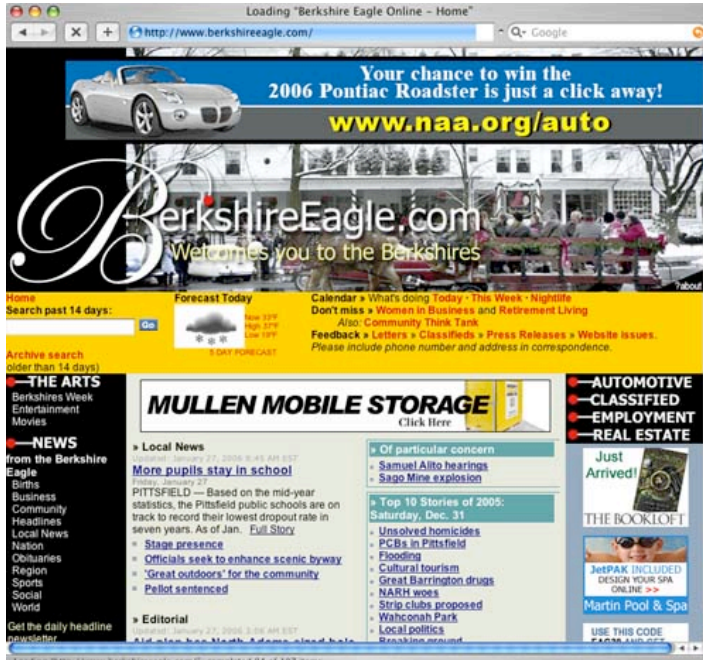 Loading "Berkshire Eagle Online - Home"
http://www.berkshireeagle.com/
Google
Your chance to win the
2006 Pontiac Roadster is just a click away!
www.naa.org/auto
BerkshireEagle.com
Welcomes you to the Berkshires
?about
Home
Search past 14 days:
Go
Archive search
older than 14 days)
Forecast Today
Now 33°F
High 37°F
Low 19°F
5 DAY FORECAST
Calendar » What's doing Today · This Week · Nightlife
Don't miss » Women in Business and Retirement Living
Also: Community Think Tank
Feedback » Letters » Classifieds » Press Releases » Website issues.
Please include phone number and address in correspondence.
THE ARTS
Berkshires Week
Entertainment
Movies
NEWS
from the Berkshire
Eagle
Births
Business
Community
Headlines
Local News
Nation
Obituaries
Region
Sports
Social
World
Get the daily headline
newsletter
MULLEN MOBILE STORAGE
Click Here
» Local News
Updated: January 27, 2006 8:45 AM EST
More pupils stay in school
Friday, January 27
PITTSFIELD — Based on the mid-year
statistics, the Pittsfield public schools are on
track to record their lowest dropout rate in
seven years. As of Jan. Full Story
Stage presence
Officials seek to enhance scenic byway
'Great outdoors' for the community
Pellot sentenced
» Editorial
» Of particular concern
Samuel Alito hearings
Sago Mine explosion
» Top 10 Stories of 2005:
Saturday, Dec. 31
Unsolved homicides
PCBs in Pittsfield
Flooding
Cultural tourism
Great Barrington drugs
NARH woes
Strip clubs proposed
Wahconah Park
Local politics
Breaking ground
AUTOMOTIVE
CLASSIFIED
EMPLOYMENT
REAL ESTATE
Just
Arrived!
THE BOOKLOFT
JetPAK INCLUDED
DESIGN YOUR SPA
ONLINE >>
Martin Pool & Spa
USE THIS CODE